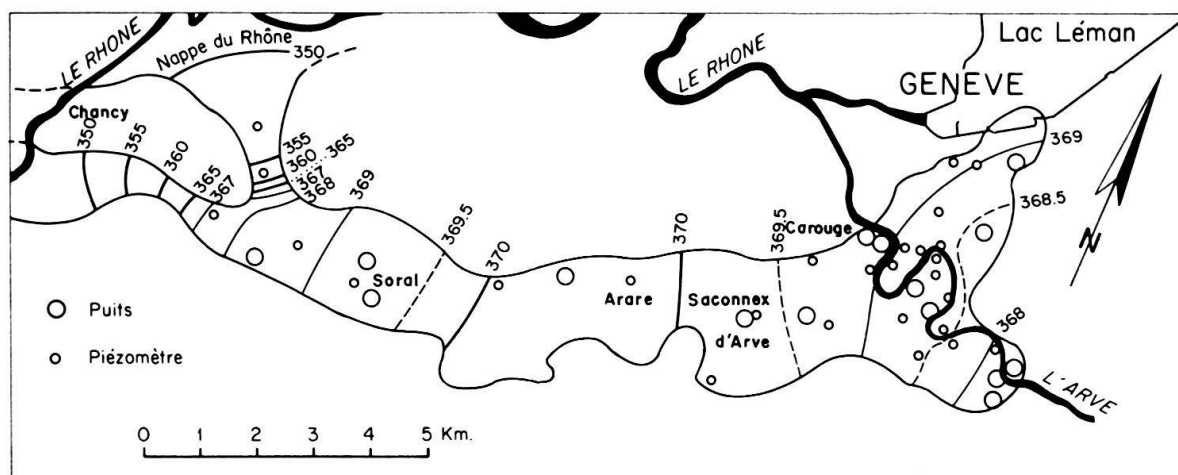 LE RHONE
Nappe du Rhône
350
Chancy
350
355
360
365
367
355
360
365
367
368
369
369.5
370
Soral
Arare
370
369.5
Saconnex
d'Arve
Carouge
LE RHONE
GENEVE
Lac Léman
369
368.5
368
L'ARVE
N
Puits
Piézomètre
0 1 2 3 4 5 Km.